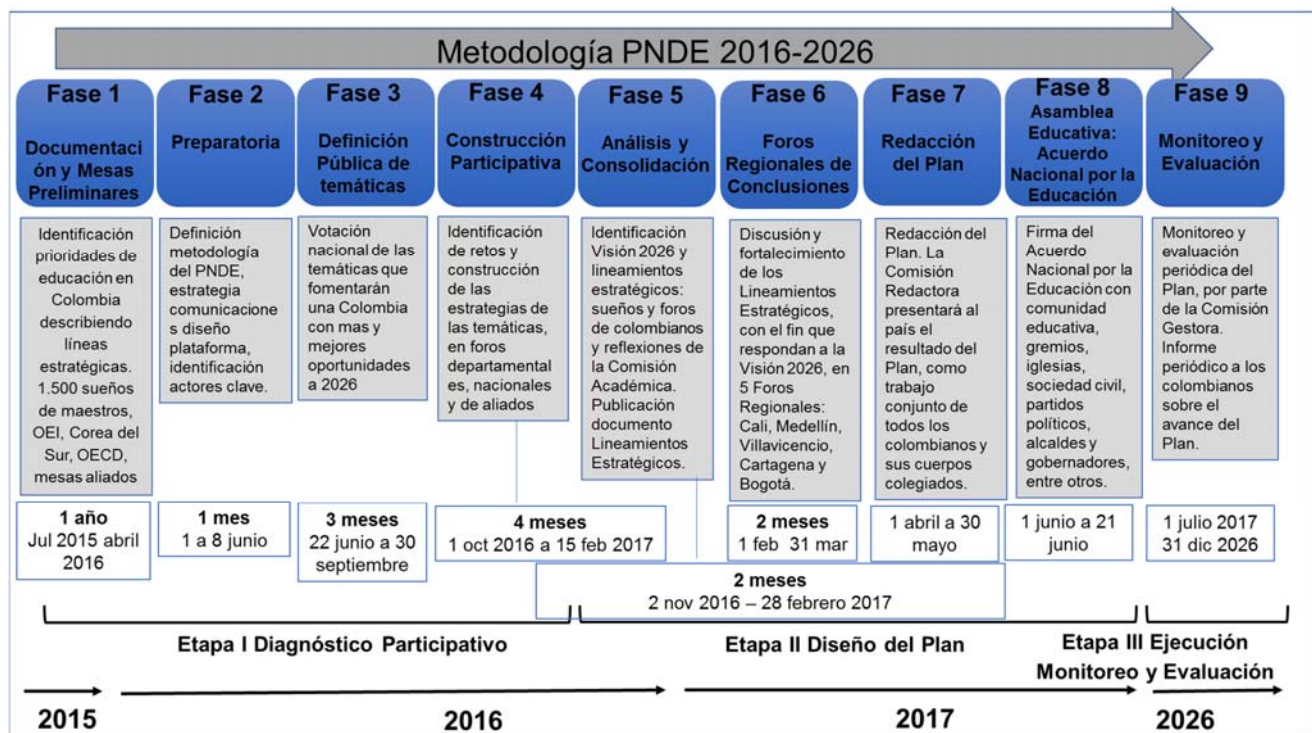 Metodología PNDE 2016-2026
Fase 1
Documentaci
ón y Mesas
Preliminares
Fase 2
Preparatoria
Fase 3
Definición
Pública de
temáticas
Fase 4
Construcción
Participativa
Fase 5
Análisis y
Consolidación
Fase 6
Foros
Regionales de
Conclusiones
Fase 7
Redacción
del Plan
Fase 8
Asamblea
Educativa:
Acuerdo
Nacional por la
Educación
Fase 9
Monitoreo y
Evaluación
Identificación
prioridades de
educación en
Colombia
describiendo
líneas
estratégicas.
1.500 sueños
de maestros,
OEI, Corea del
Sur, OECD,
mesas aliados
Definición
metodología
del PNDE,
estrategia
comunicacione
s diseño
plataforma,
identificación
actores clave.
Votación
nacional de las
temáticas que
fomentarán
una Colombia
con mas y
mejores
oportunidades
a 2026
Identificación
de retos y
construcción
de las
estrategias de
las temáticas,
en foros
departamental
es, nacionales
y de aliados
Identificación
Visión 2026 y
lineamientos
estratégicos:
sueños y foros
de colombianos
y reflexiones de
la Comisión
Académica.
Publicación
documento
Lineamientos
Estratégicos.
Discusión y
fortalecimiento
de los
Lineamientos
Estratégicos,
con el fin que
respondan a la
Visión 2026, en
5 Foros
Regionales:
Cali, Medellín,
Villavicencio,
Cartagena y
Bogotá.
Redacción del
Plan. La
Comisión
Redactora
presentará al
país el
resultado del
Plan, como
trabajo
conjunto de
todos los
colombianos y
sus cuerpos
colegiados.
Firma del
Acuerdo
Nacional por la
Educación con
comunidad
educativa,
gremios,
iglesias,
sociedad civil,
partidos
políticos,
alcaldes y
gobernadores,
entre otros.
Monitoreo y
evaluación
periódica del
Plan, por parte
de la Comisión
Gestora.
Informe
periódico a los
colombianos
sobre el
avance del
Plan.
1 año
Jul 2015 abril
2016
1 mes
1 a 8 junio
3 meses
22 junio a 30
septiembre
4 meses
1 oct 2016 a 15 feb 2017
2 meses
1 feb 31 mar
1 abril a 30
mayo
1 junio a 21
junio
1 julio 2017
31 dic 2026
2 meses
2 nov 2016 – 28 febrero 2017
Etapa I Diagnóstico Participativo
Etapa II Diseño del Plan
Etapa III Ejecución
Monitoreo y Evaluación
2015
2016
2017
2026